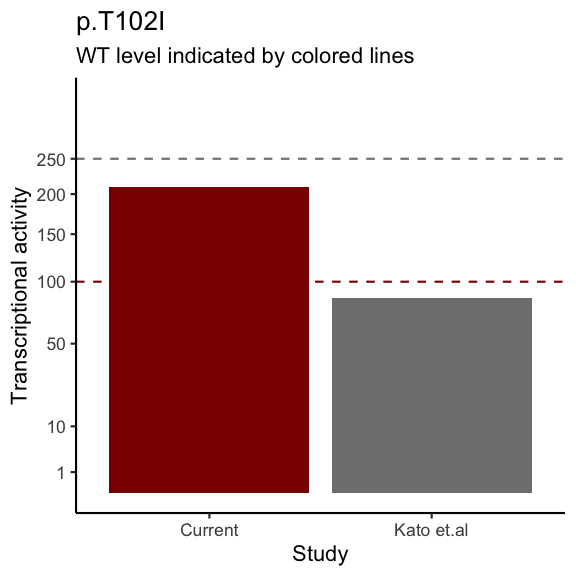 p.T102I
WT level indicated by colored lines
Transcriptional activity
250
200
150
100
50
10
1
Current
Kato et.al
Study